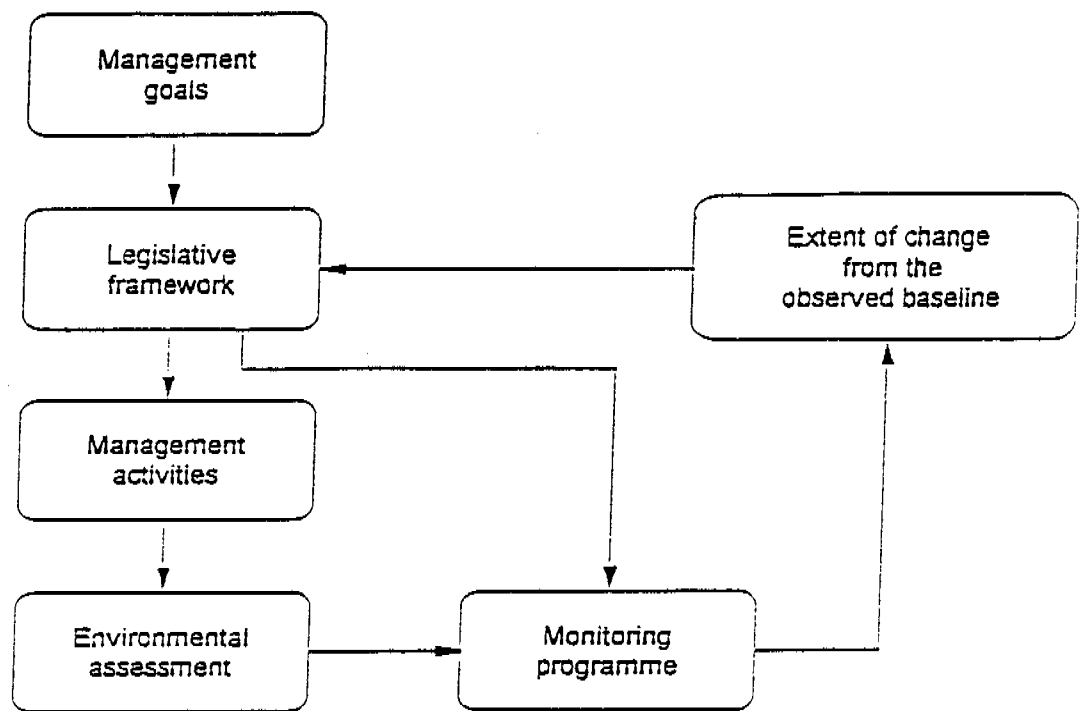 Management
goals
Legislative
framework
Extent of change
from the
observed baseline
Management
activities
Environmental
assessment
Monitoring
programme